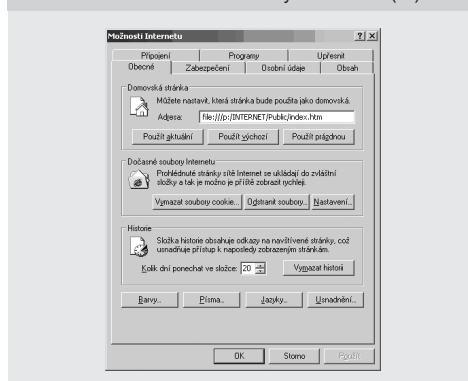 Možnosti Internetu
Připojení Programy Upřesnit
Obecné Zabezpečení Osobní údaje Obsah
Domovská stránka
Můžete nastavit, která stránka bude použita jako domovská.
Adresa: file:///p:/INTERNET/Public/index.htm
Použít aktuální Použít výchozí Použít prázdnou
Dočasné soubory Internetu
Prohlédnuté stránky sítě Internet se ukládají do zvláštní
složky a tak je možno je příště zobrazit rychleji.
Vymazat soubory cookie... Odstranit soubory... Nastavení...
Historie
Složka historie obsahuje odkazy na navštívené stránky, což
usnadňuje přístup k naposledy zobrazeným stránkám.
Kolik dní ponechat ve složce: 20 Vymazat historii
Barvy... Písma... Jazyky... Usnadnění...
OK Storno Použít